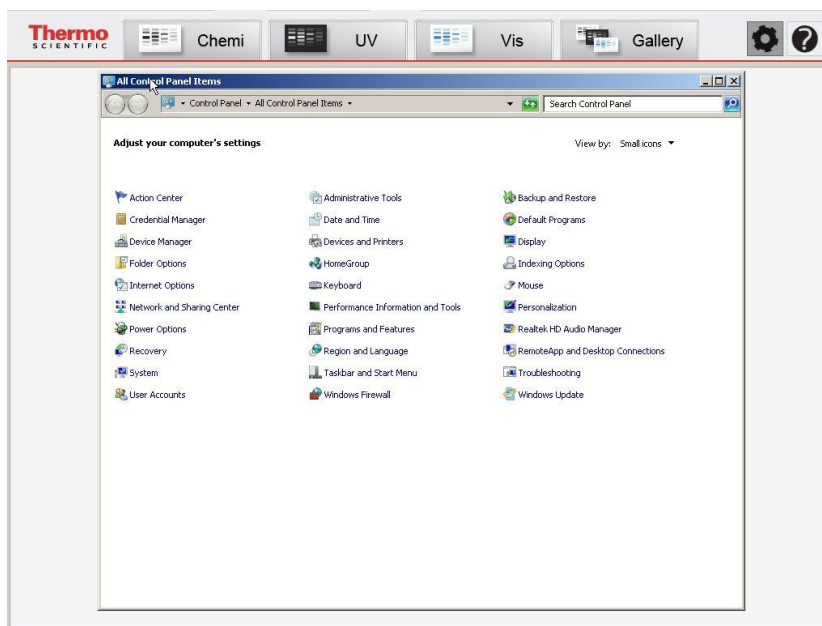 Thermo
SCIENTIFIC
Chemi
UV
Vis
Gallery
?
All Control Panel Items
Control Panel All Control Panel Items
Search Control Panel
Adjust your computer's settings
View by: Small icons
Action Center
Administrative Tools
Backup and Restore
Credential Manager
Date and Time
Default Programs
Device Manager
Devices and Printers
Display
Folder Options
HomeGroup
Indexing Options
Internet Options
Keyboard
Mouse
Network and Sharing Center
Performance Information and Tools
Personalization
Power Options
Programs and Features
Realtek HD Audio Manager
Recovery
Region and Language
RemoteApp and Desktop Connections
System
Taskbar and Start Menu
Troubleshooting
User Accounts
Windows Firewall
Windows Update